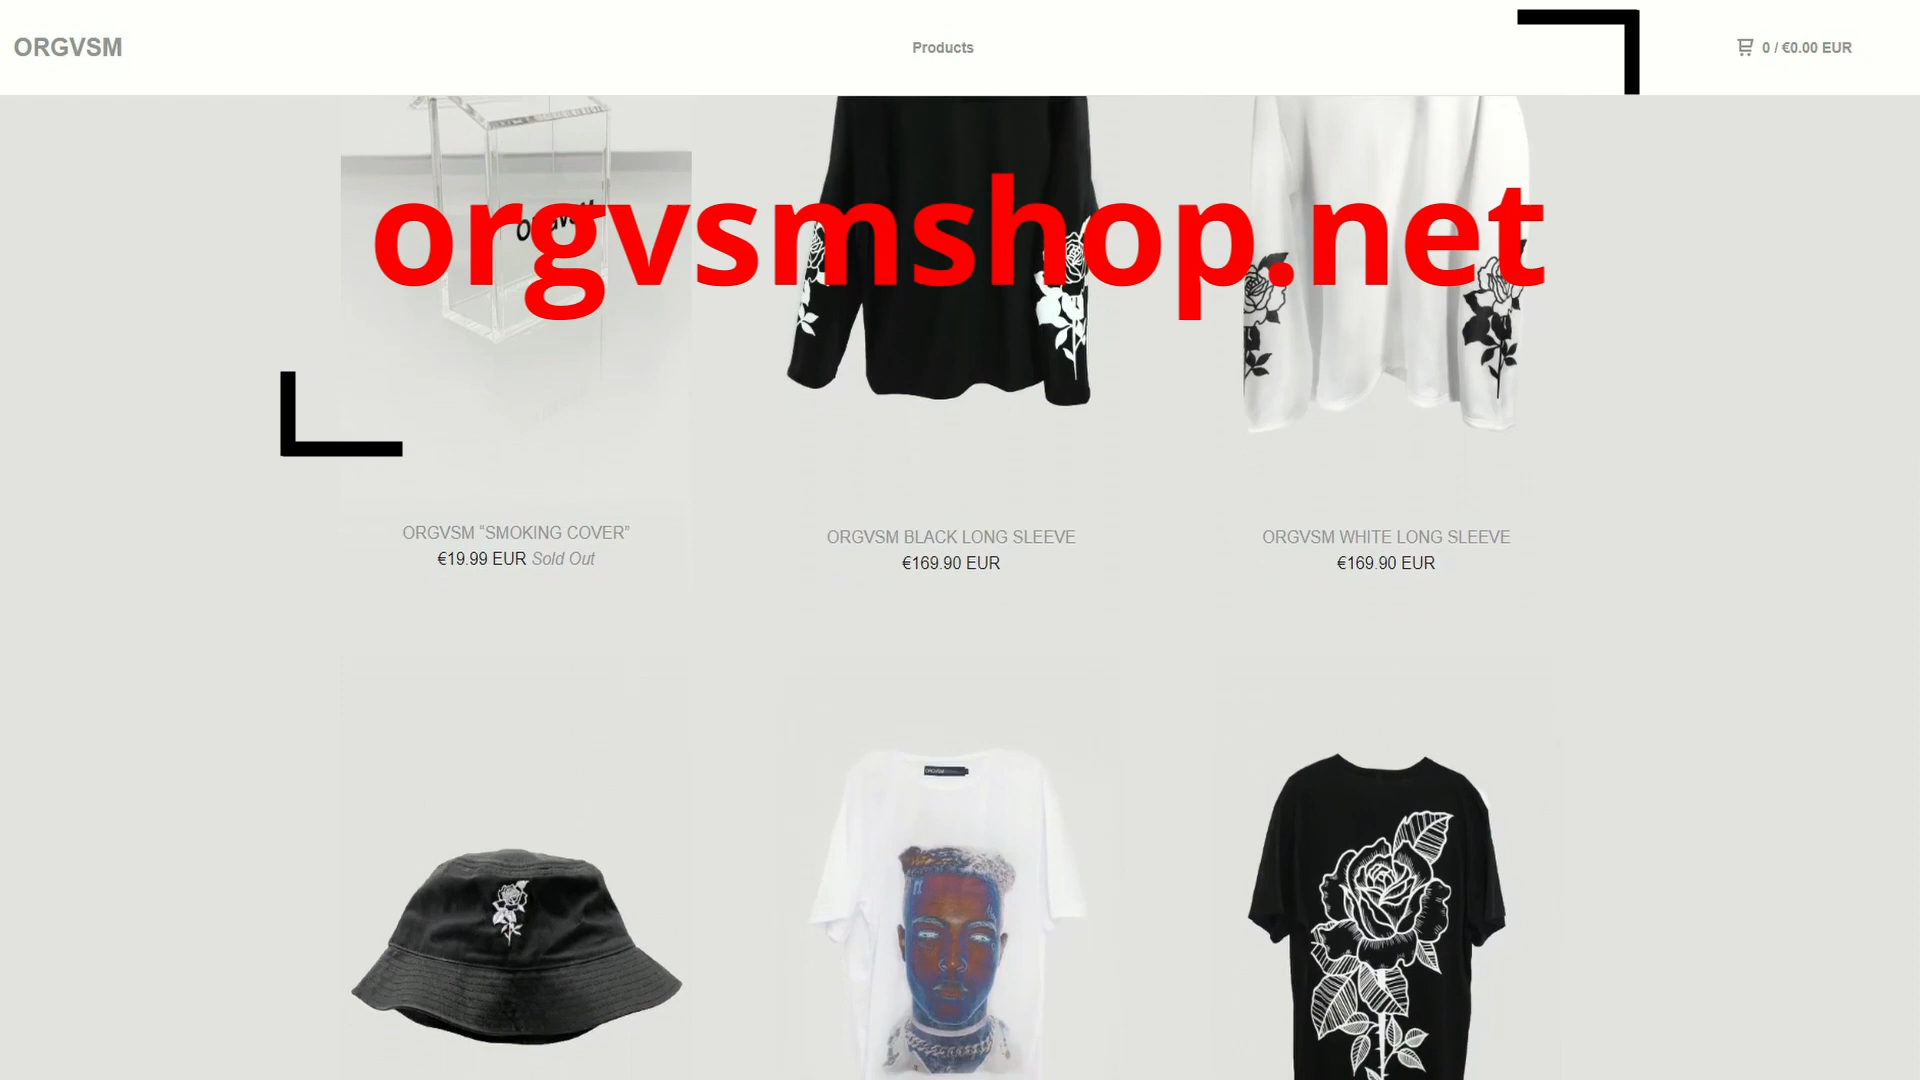 ORGVSM
Products
0 / €0.00 EUR
orgvsmshop.net
ORGVSM “SMOKING COVER”
€19.99 EUR Sold Out
ORGVSM BLACK LONG SLEEVE
€169.90 EUR
ORGVSM WHITE LONG SLEEVE
€169.90 EUR